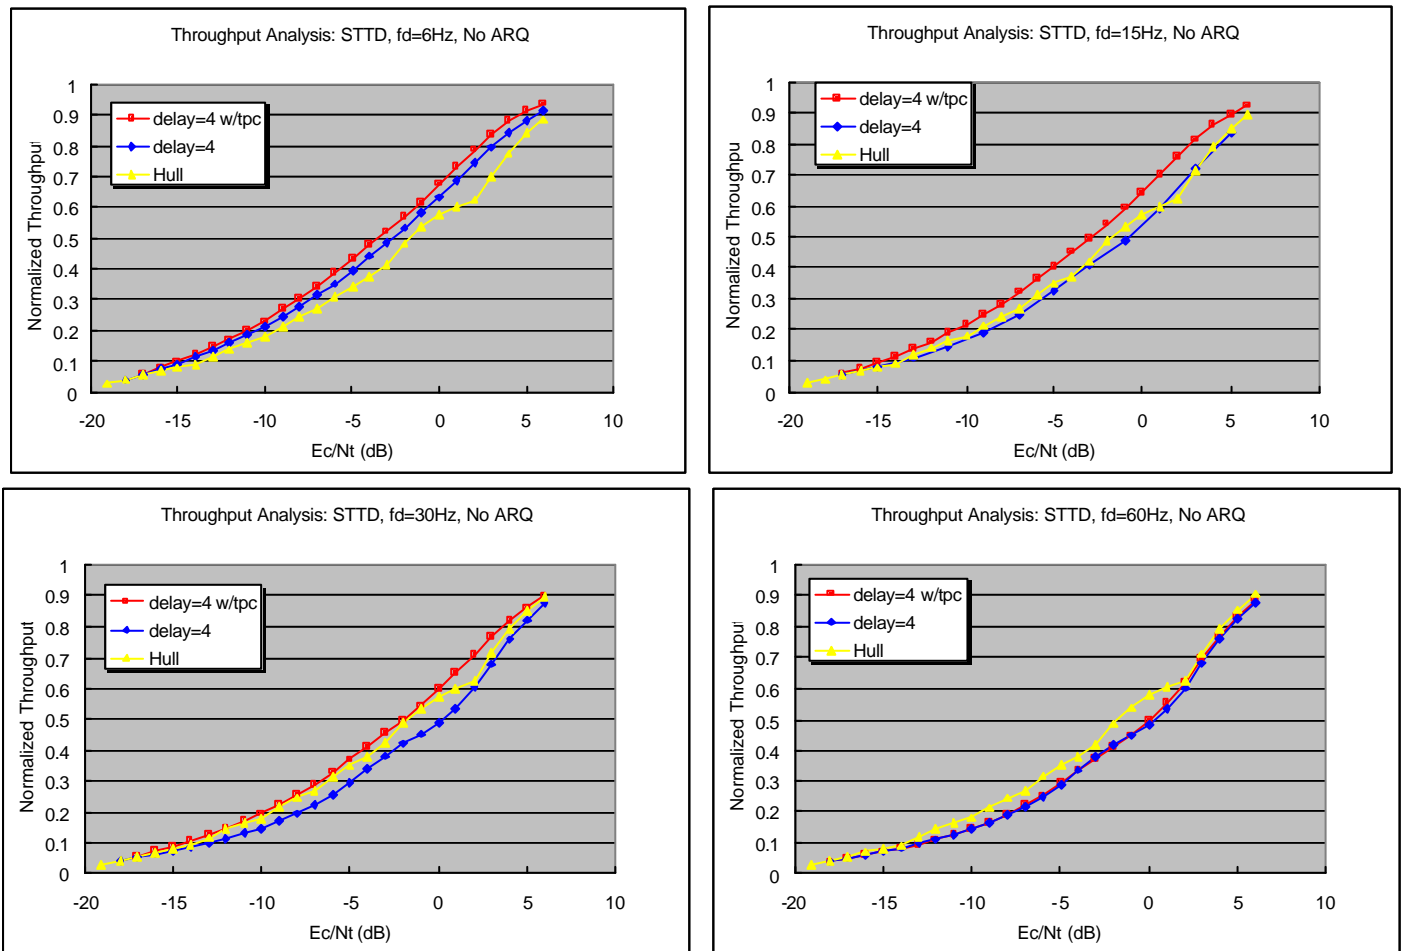 Throughput Analysis: STTD, fd=6Hz, No ARQ
Normalized Throughput
1
0.9
0.8
0.7
0.6
0.5
0.4
0.3
0.2
0.1
0
delay=4 w/tpc
delay=4
Hull
-20 -15 -10 -5 0 5 10
Ec/Nt (dB)
Throughput Analysis: STTD, fd=15Hz, No ARQ
Normalized Throughpu
1
0.9
0.8
0.7
0.6
0.5
0.4
0.3
0.2
0.1
0
delay=4 w/tpc
delay=4
Hull
-20 -15 -10 -5 0 5 10
Ec/Nt (dB)
Throughput Analysis: STTD, fd=30Hz, No ARQ
Normalized Throughput
1
0.9
0.8
0.7
0.6
0.5
0.4
0.3
0.2
0.1
0
delay=4 w/tpc
delay=4
Hull
-20 -15 -10 -5 0 5 10
Ec/Nt (dB)
Throughput Analysis: STTD, fd=60Hz, No ARQ
Normalized Throughput
1
0.9
0.8
0.7
0.6
0.5
0.4
0.3
0.2
0.1
0
delay=4 w/tpc
delay=4
Hull
-20 -15 -10 -5 0 5 10
Ec/Nt (dB)